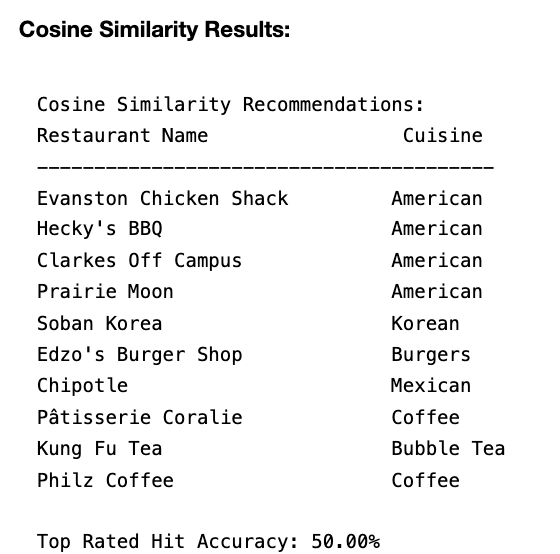 Cosine Similarity Results:
Cosine Similarity Recommendations:
Restaurant Name Cuisine
----------------------------------------
Evanston Chicken Shack American
Hecky's BBQ American
Clarkes Off Campus American
Prairie Moon American
Soban Korea Korean
Edzo's Burger Shop Burgers
Chipotle Mexican
Pâtisserie Coralie Coffee
Kung Fu Tea Bubble Tea
Philz Coffee Coffee
Top Rated Hit Accuracy: 50.00%